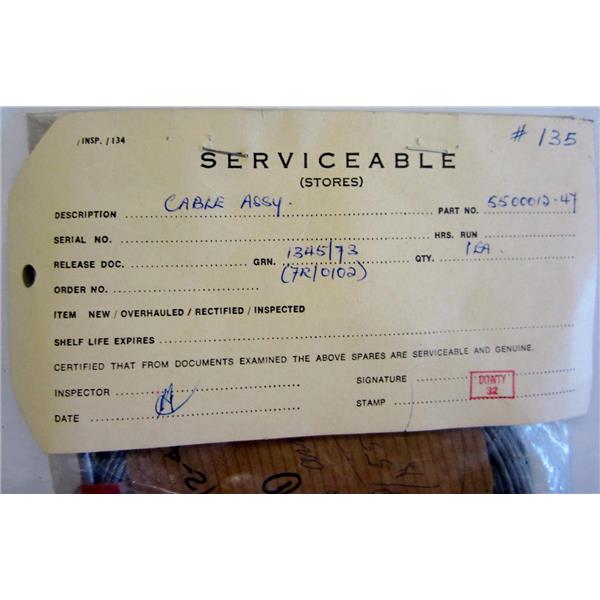 /INSP. /134
# 135
SERVICEABLE
(STORES)
DESCRIPTION CABLE ASSY. PART NO. 5500012-47
SERIAL NO. HRS. RUN
RELEASE DOC. GRN. 1345/73 QTY. 1 EA.
ORDER NO. (7R/0102)
ITEM NEW / OVERHAULED / RECTIFIED / INSPECTED
SHELF LIFE EXPIRES
CERTIFIED THAT FROM DOCUMENTS EXAMINED THE ABOVE SPARES ARE SERVICEABLE AND GENUINE.
INSPECTOR SIGNATURE
DATE STAMP
DOWTY
32